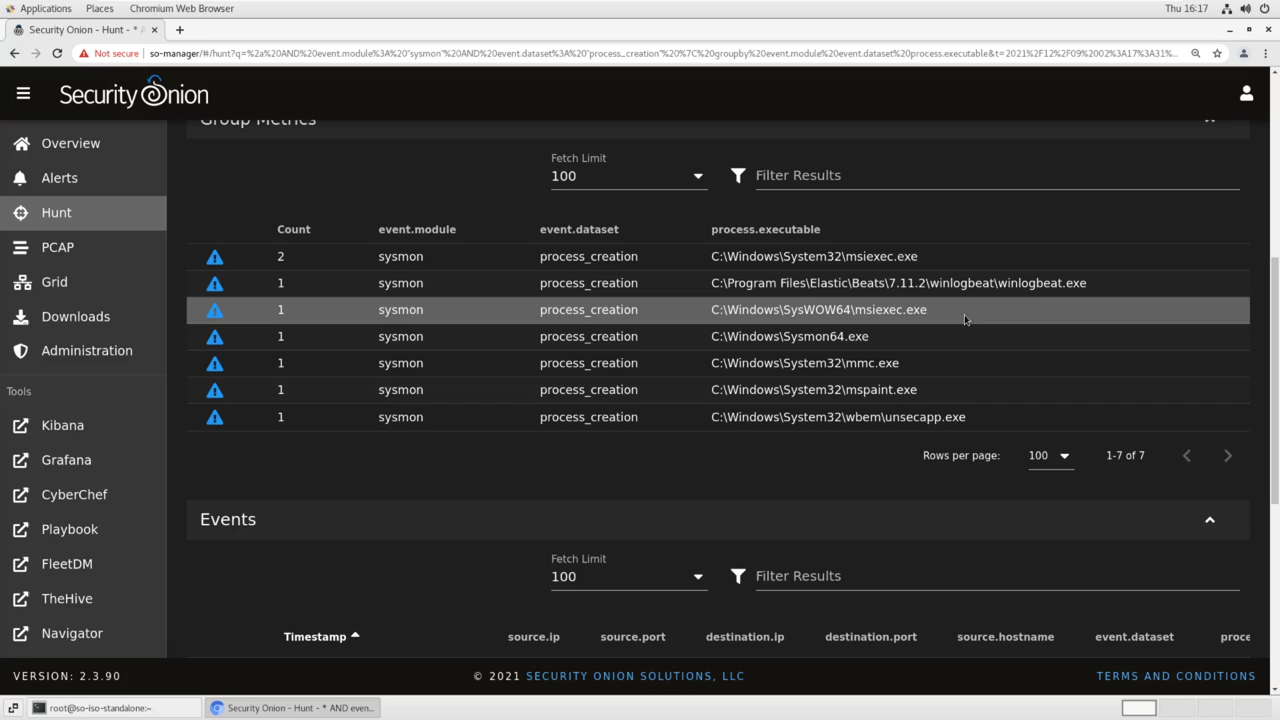 Applications Places Chromium Web Browser Thu 16:17
Security Onion - Hunt - *
Not secure so-manager/#/hunt?q=%2a%20AND%20event.module%3A%20"sysmon"%20AND%20event.dataset%3A%20"process_creation"%20%7C%20groupby%20event.module%20event.dataset%20process.executable&t=2021%2F12%2F09%2002%3A17%3A31%...
Security Onion
Overview
Alerts
Hunt
PCAP
Grid
Downloads
Administration
Tools
Kibana
Grafana
CyberChef
Playbook
FleetDM
TheHive
Navigator
Group Metrics
Fetch Limit
100 Filter Results
Count event.module event.dataset process.executable
2 sysmon process_creation C:\Windows\System32\msiexec.exe
1 sysmon process_creation C:\Program Files\Elastic\Beats\7.11.2\winlogbeat\winlogbeat.exe
1 sysmon process_creation C:\Windows\SysWOW64\msiexec.exe
1 sysmon process_creation C:\Windows\Sysmon64.exe
1 sysmon process_creation C:\Windows\System32\mmc.exe
1 sysmon process_creation C:\Windows\System32\mspaint.exe
1 sysmon process_creation C:\Windows\System32\wbem\unsecapp.exe
Rows per page: 100 1-7 of 7
Events
Fetch Limit
100 Filter Results
Timestamp source.ip source.port destination.ip destination.port source.hostname event.dataset proce
VERSION: 2.3.90 © 2021 SECURITY ONION SOLUTIONS, LLC TERMS AND CONDITIONS
root@so-iso-standalone:~ Security Onion - Hunt - * AND even...